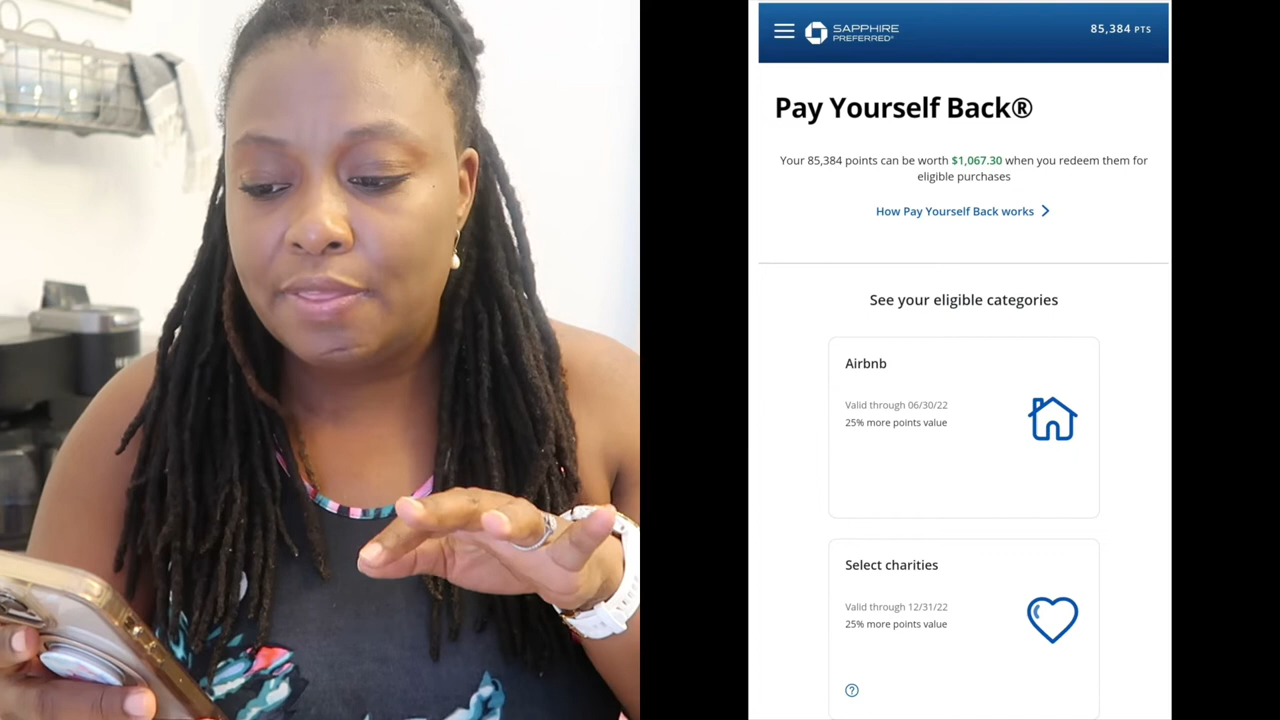 SAPPHIRE
PREFERRED®
85,384 PTS
Pay Yourself Back®
Your 85,384 points can be worth $1,067.30 when you redeem them for
eligible purchases
How Pay Yourself Back works
See your eligible categories
Airbnb
Valid through 06/30/22
25% more points value
Select charities
Valid through 12/31/22
25% more points value
?